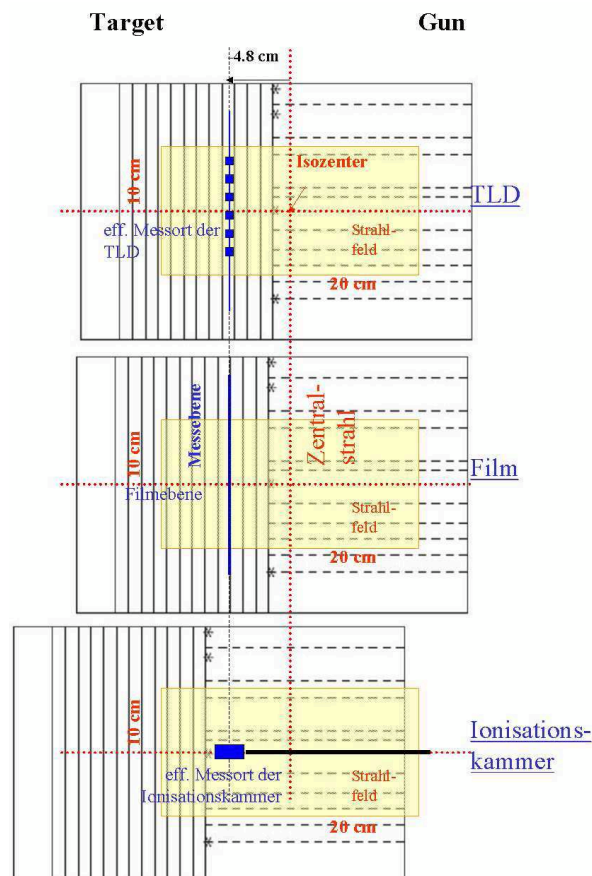 Target
Gun
4.8 cm
10 cm
Isozenter
TLD
eff. Messort der
TLD
Strahl-
feld
20 cm
Messebene
Zentral-
strahl
10 cm
Filmebene
Film
Strahl-
feld
20 cm
10 cm
Ionisations-
kammer
eff. Messort der
Ionisationskammer
Strahl-
feld
20 cm